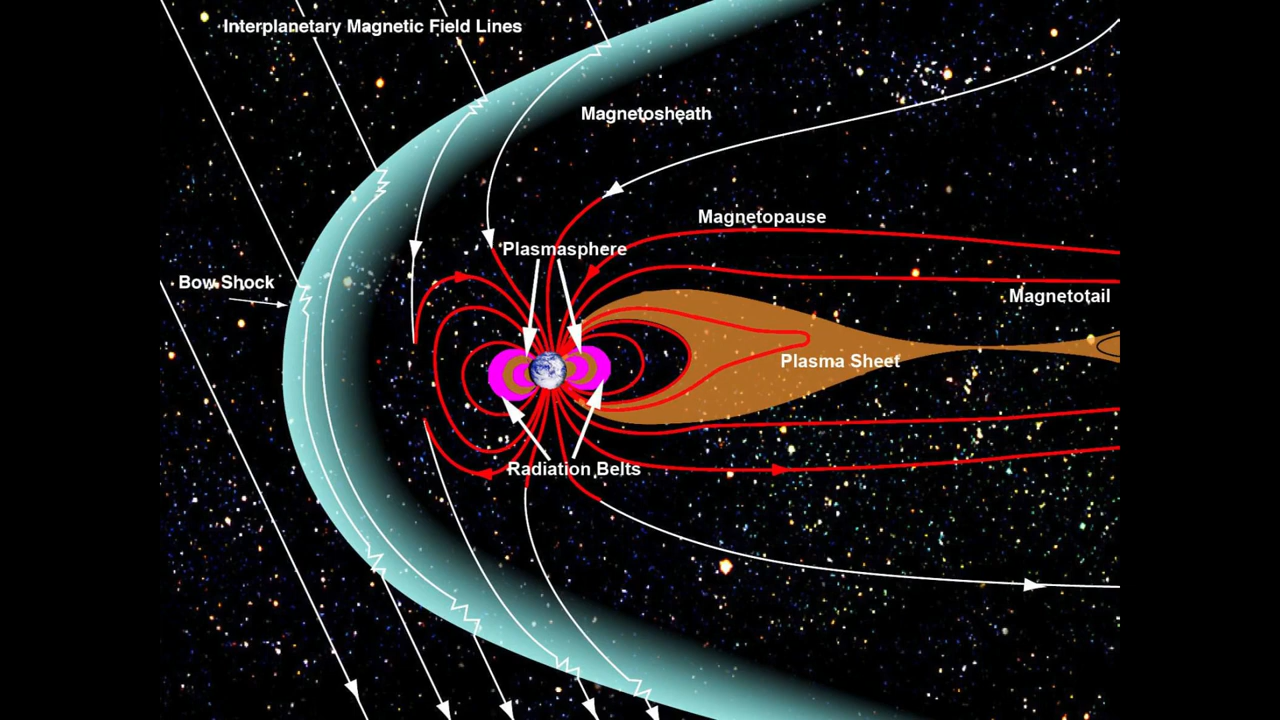 Interplanetary Magnetic Field Lines
Magnetosheath
Magnetopause
Plasmasphere
Bow Shock
Magnetotail
Plasma Sheet
Radiation Belts